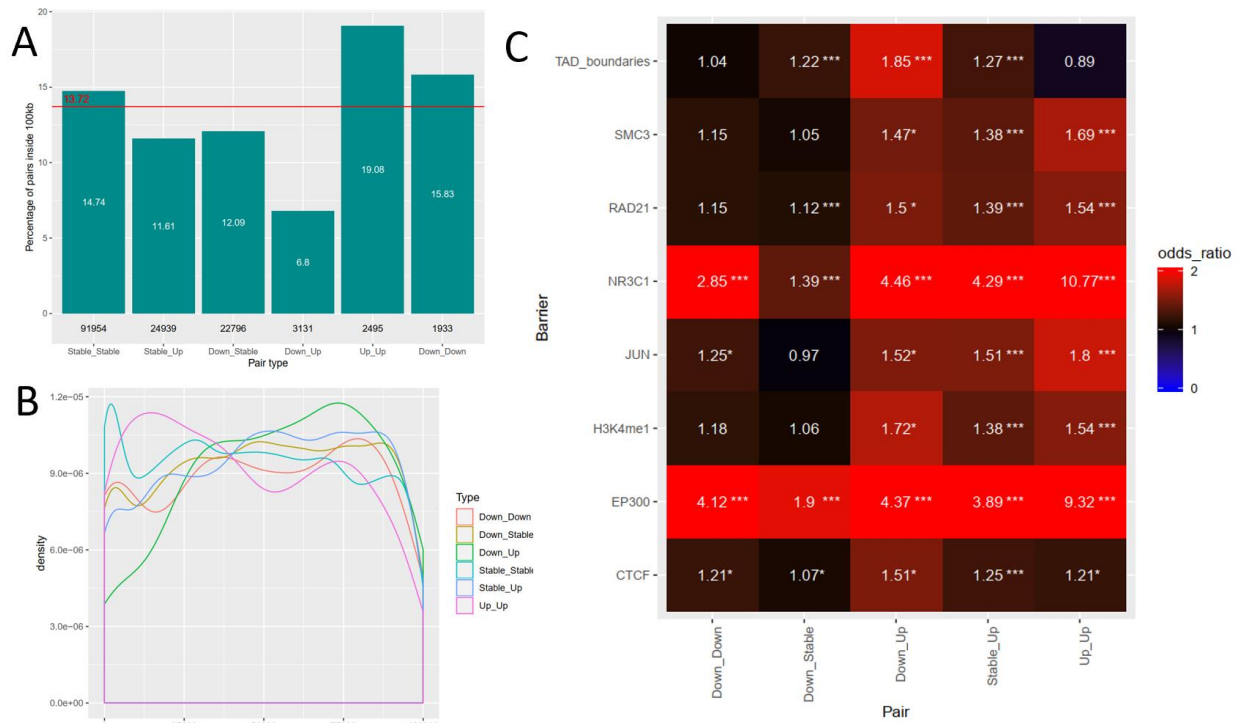 A
Percentage of pairs inside 100kb
20
15
10
5
0
13.72
14.74
11.61
12.09
6.8
19.08
15.83
91954
24939
22796
3131
2495
1933
Stable_Stable
Stable_Up
Down_Stable
Down_Up
Up_Up
Down_Down
Pair type
B
density
1.2e-05
9.0e-06
6.0e-06
3.0e-06
0.0e+00
Type
Down_Down
Down_Stable
Down_Up
Stable_Stable
Stable_Up
Up_Up
C
Barrier
TAD_boundaries 1.04 1.22 *** 1.85 *** 1.27 *** 0.89
SMC3 1.15 1.05 1.47* 1.38 *** 1.69 ***
RAD21 1.15 1.12 *** 1.5 * 1.39 *** 1.54 ***
NR3C1 2.85 *** 1.39 *** 4.46 *** 4.29 *** 10.77***
JUN 1.25* 0.97 1.52* 1.51 *** 1.8 ***
H3K4me1 1.18 1.06 1.72* 1.38 *** 1.54 ***
EP300 4.12 *** 1.9 *** 4.37 *** 3.89 *** 9.32 ***
CTCF 1.21* 1.07* 1.51* 1.25 *** 1.21*
Down_Down
Down_Stable
Down_Up
Stable_Up
Up_Up
Pair
odds_ratio
2
1
0